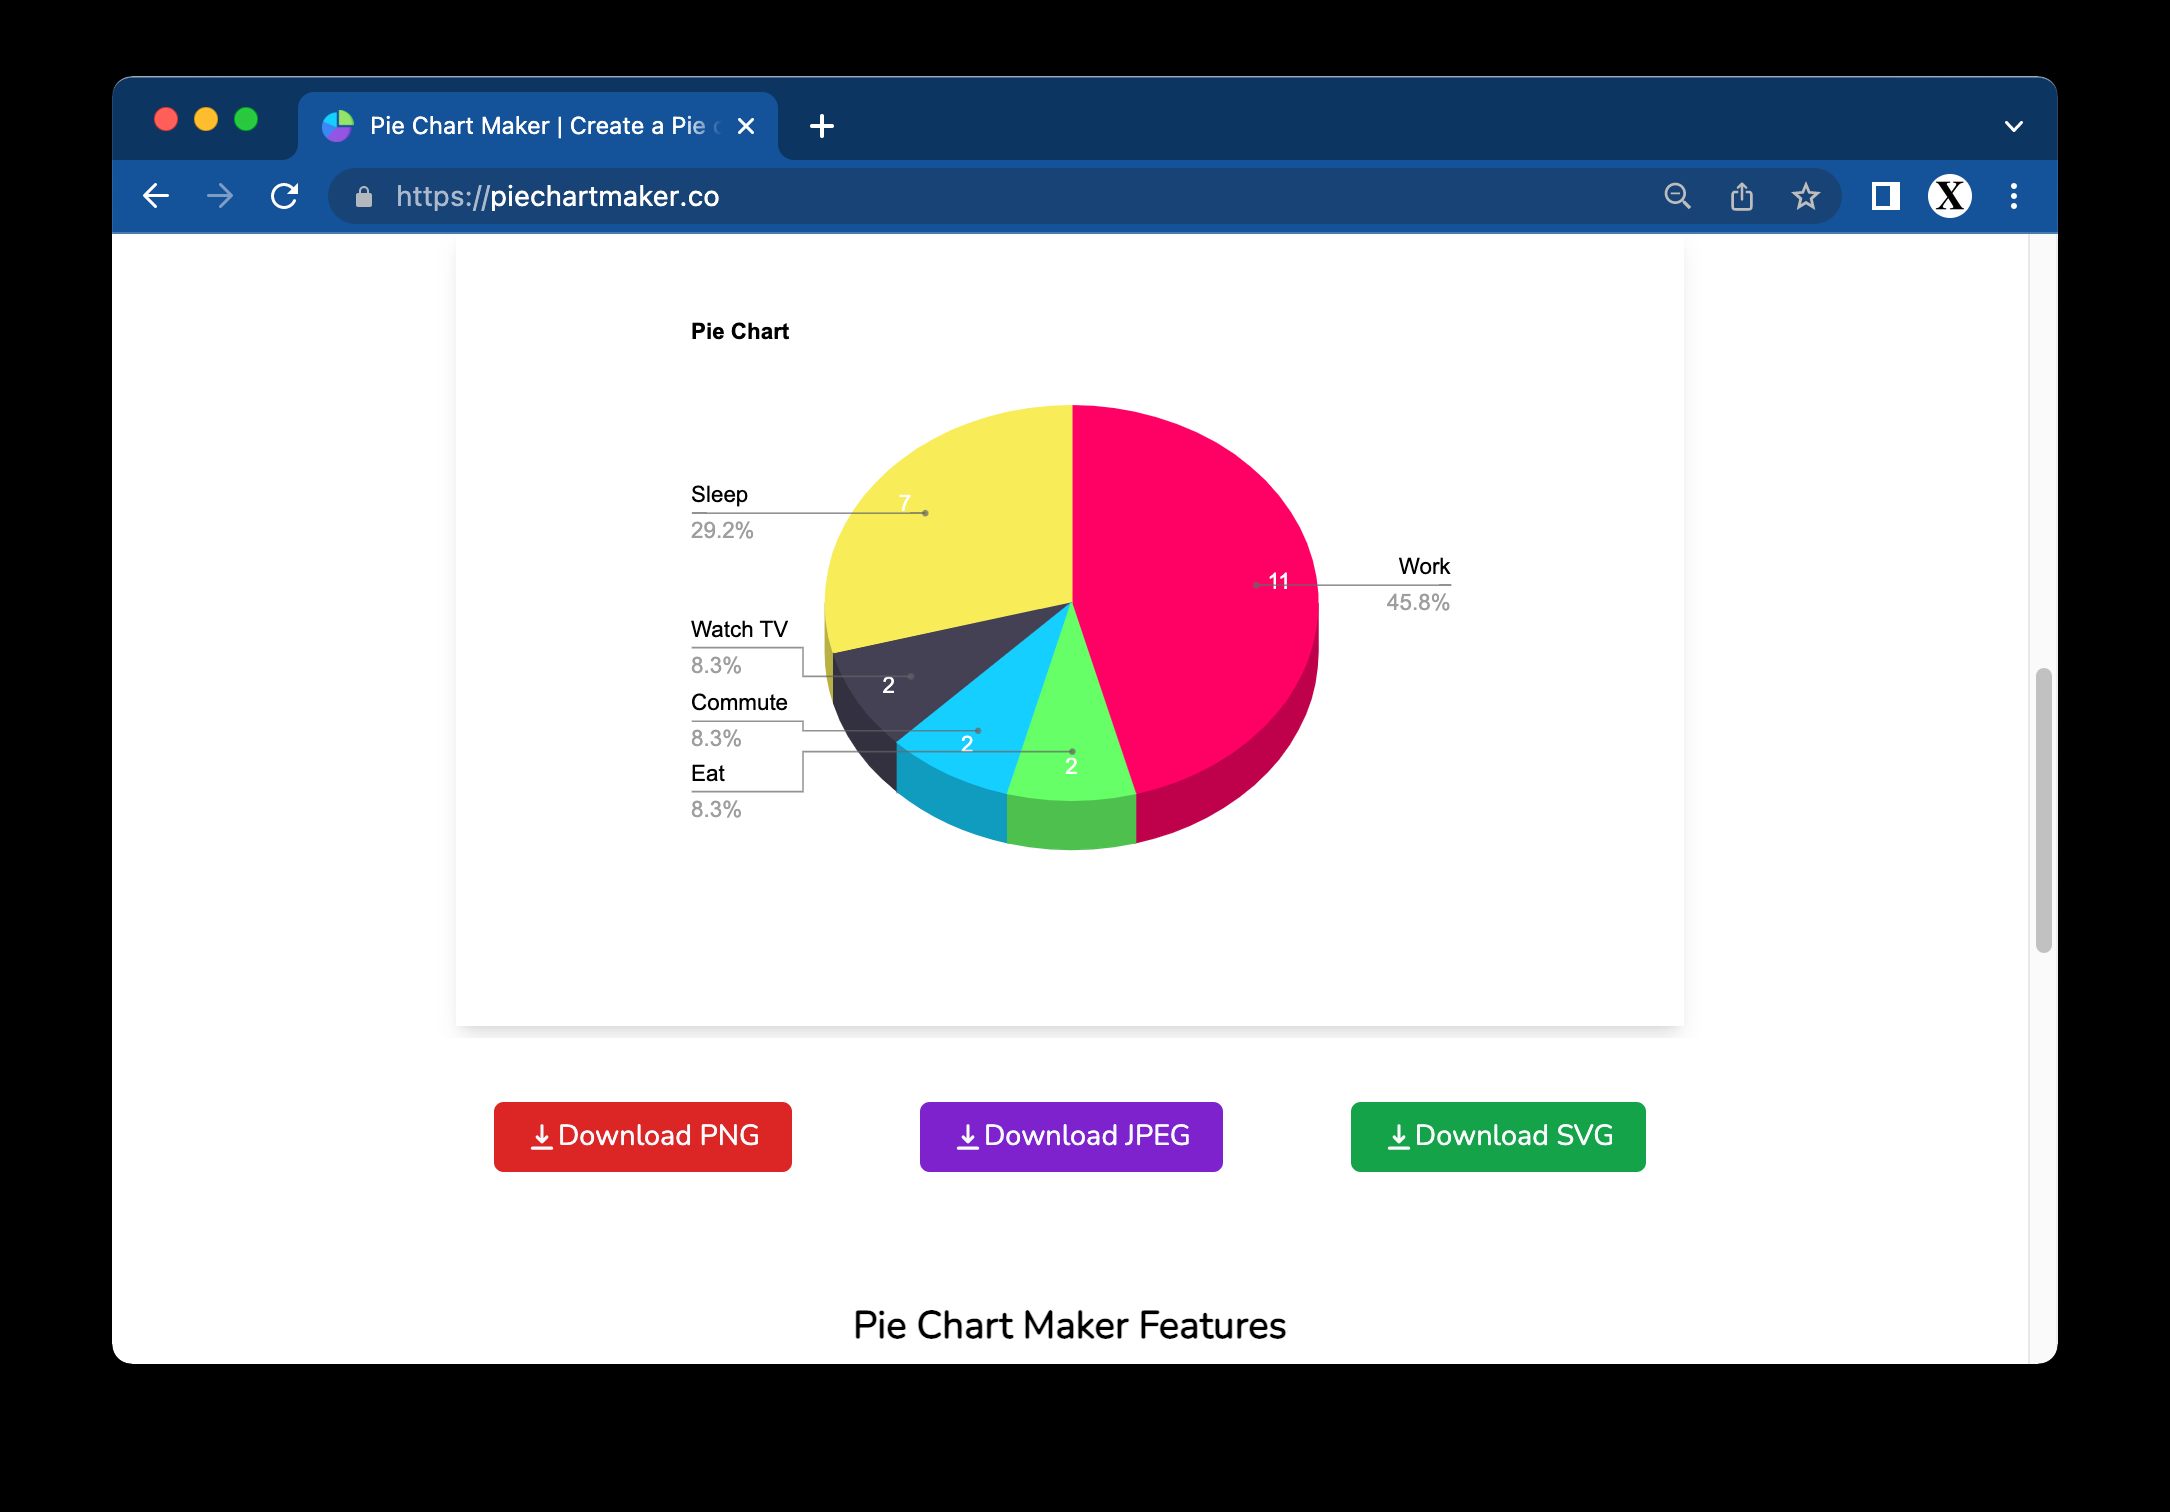 Pie Chart Maker | Create a Pie
https://piechartmaker.co
X
Pie Chart
Sleep
29.2%
7
Work
45.8%
11
Watch TV
8.3%
2
Commute
8.3%
2
Eat
8.3%
2
Download PNG
Download JPEG
Download SVG
Pie Chart Maker Features